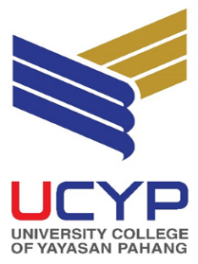 UCYP
UNIVERSITY COLLEGE
OF YAYASAN PAHANG